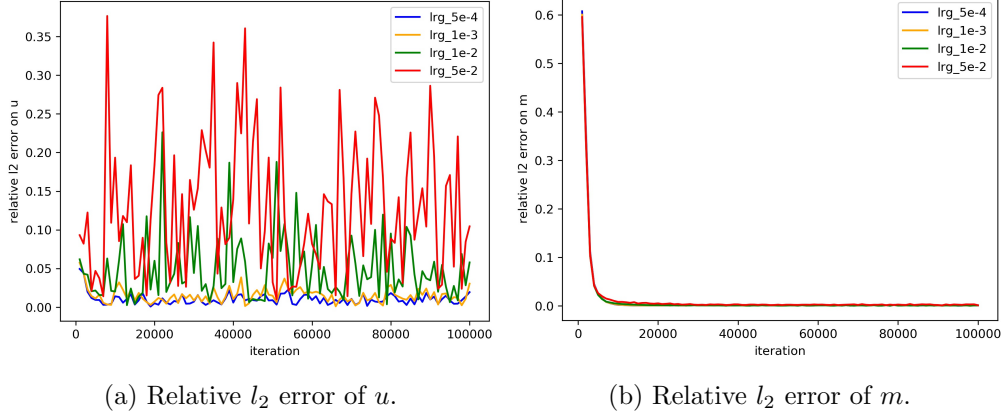 relative l2 error on u
0.35
0.30
0.25
0.20
0.15
0.10
0.05
0.00
lrg_5e-4
lrg_1e-3
lrg_1e-2
lrg_5e-2
0
20000
40000
60000
80000
100000
iteration
(a) Relative l₂ error of u.
relative l2 error on m
0.6
0.5
0.4
0.3
0.2
0.1
0.0
lrg_5e-4
lrg_1e-3
lrg_1e-2
lrg_5e-2
0
20000
40000
60000
80000
100000
iteration
(b) Relative l₂ error of m.